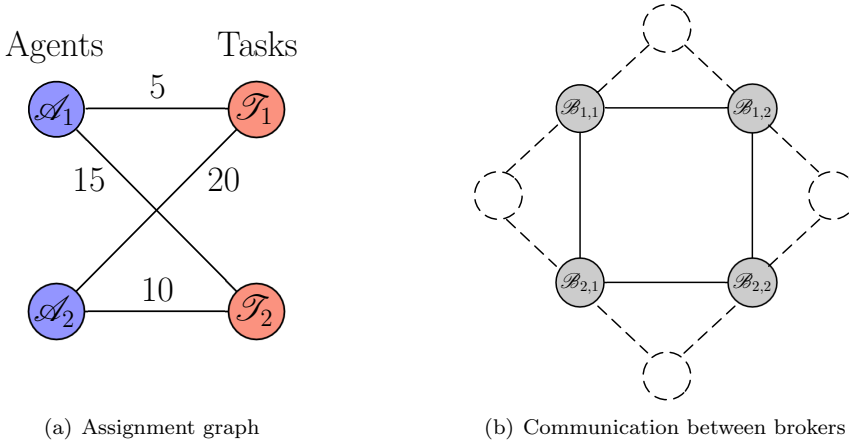 Agents Tasks
5
𝒜1 𝒯1 ℬ1,1 ℬ1,2
15 20
10
𝒜2 𝒯2 ℬ2,1 ℬ2,2
(a) Assignment graph
(b) Communication between brokers